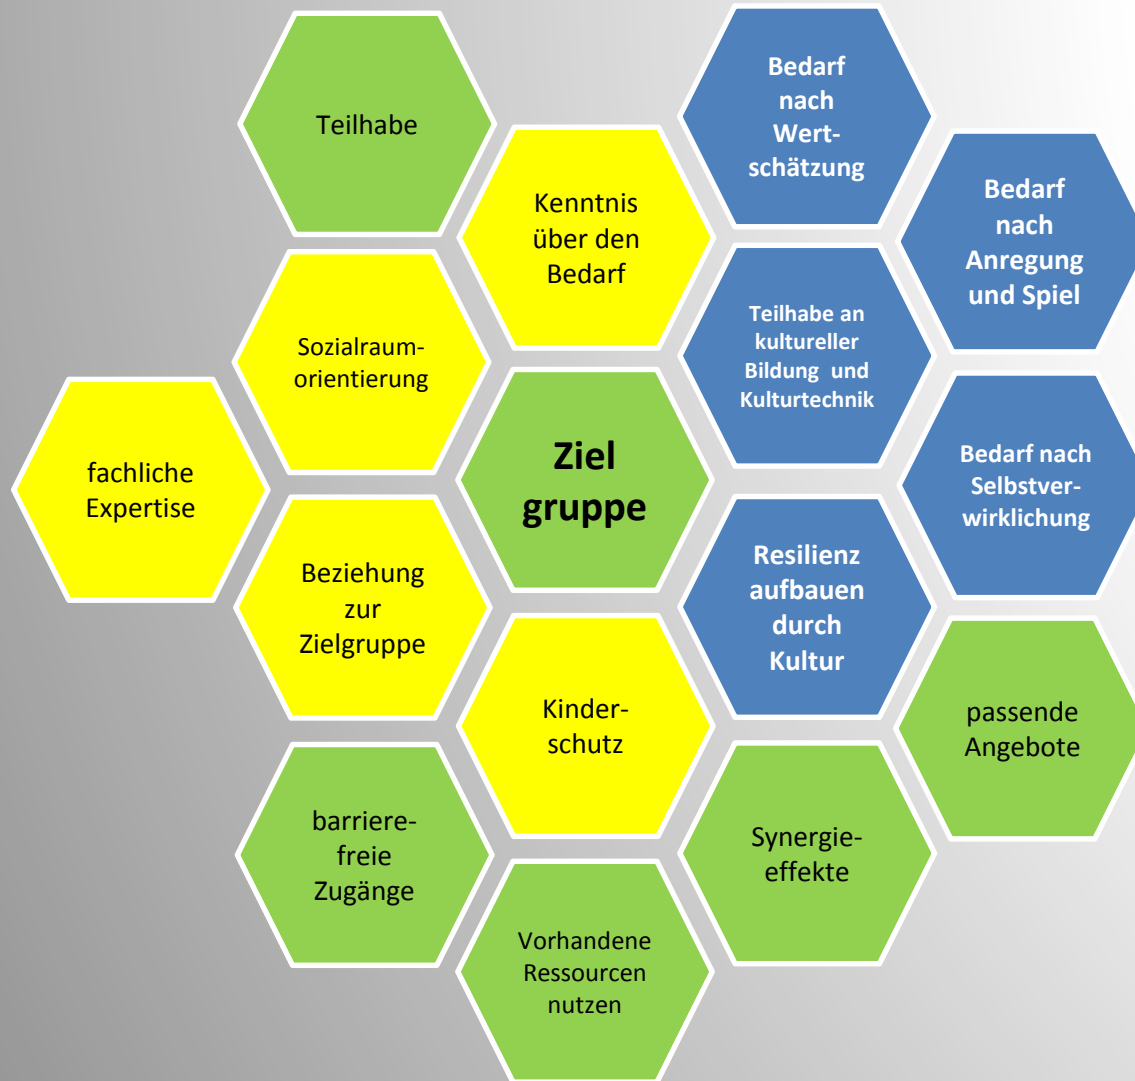 Teilhabe
Bedarf
nach
Wert-
schätzung
Kenntnis
über den
Bedarf
Bedarf
nach
Anregung
und Spiel
Sozialraum-
orientierung
Teilhabe an
kultureller
Bildung und
Kulturtechnik
fachliche
Expertise
Ziel
gruppe
Bedarf nach
Selbstver-
wirklichung
Beziehung
zur
Zielgruppe
Resilienz
aufbauen
durch
Kultur
Kinder-
schutz
passende
Angebote
barriere-
freie
Zugänge
Synergie-
effekte
Vorhandene
Ressourcen
nutzen